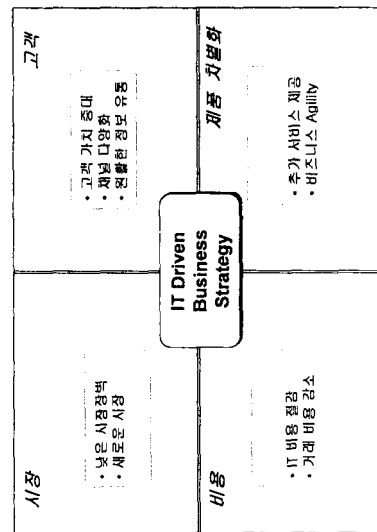 시장
• 낮은 시장장벽
• 새로운 시장
고객
• 고객 가치 증대
• 채널 다양화
• 원활한 정보 유통
IT Driven
Business
Strategy
비용
• IT 비용 절감
• 거래 비용 감소
제품 차별화
• 추가 서비스 제공
• 비즈니스 Agility